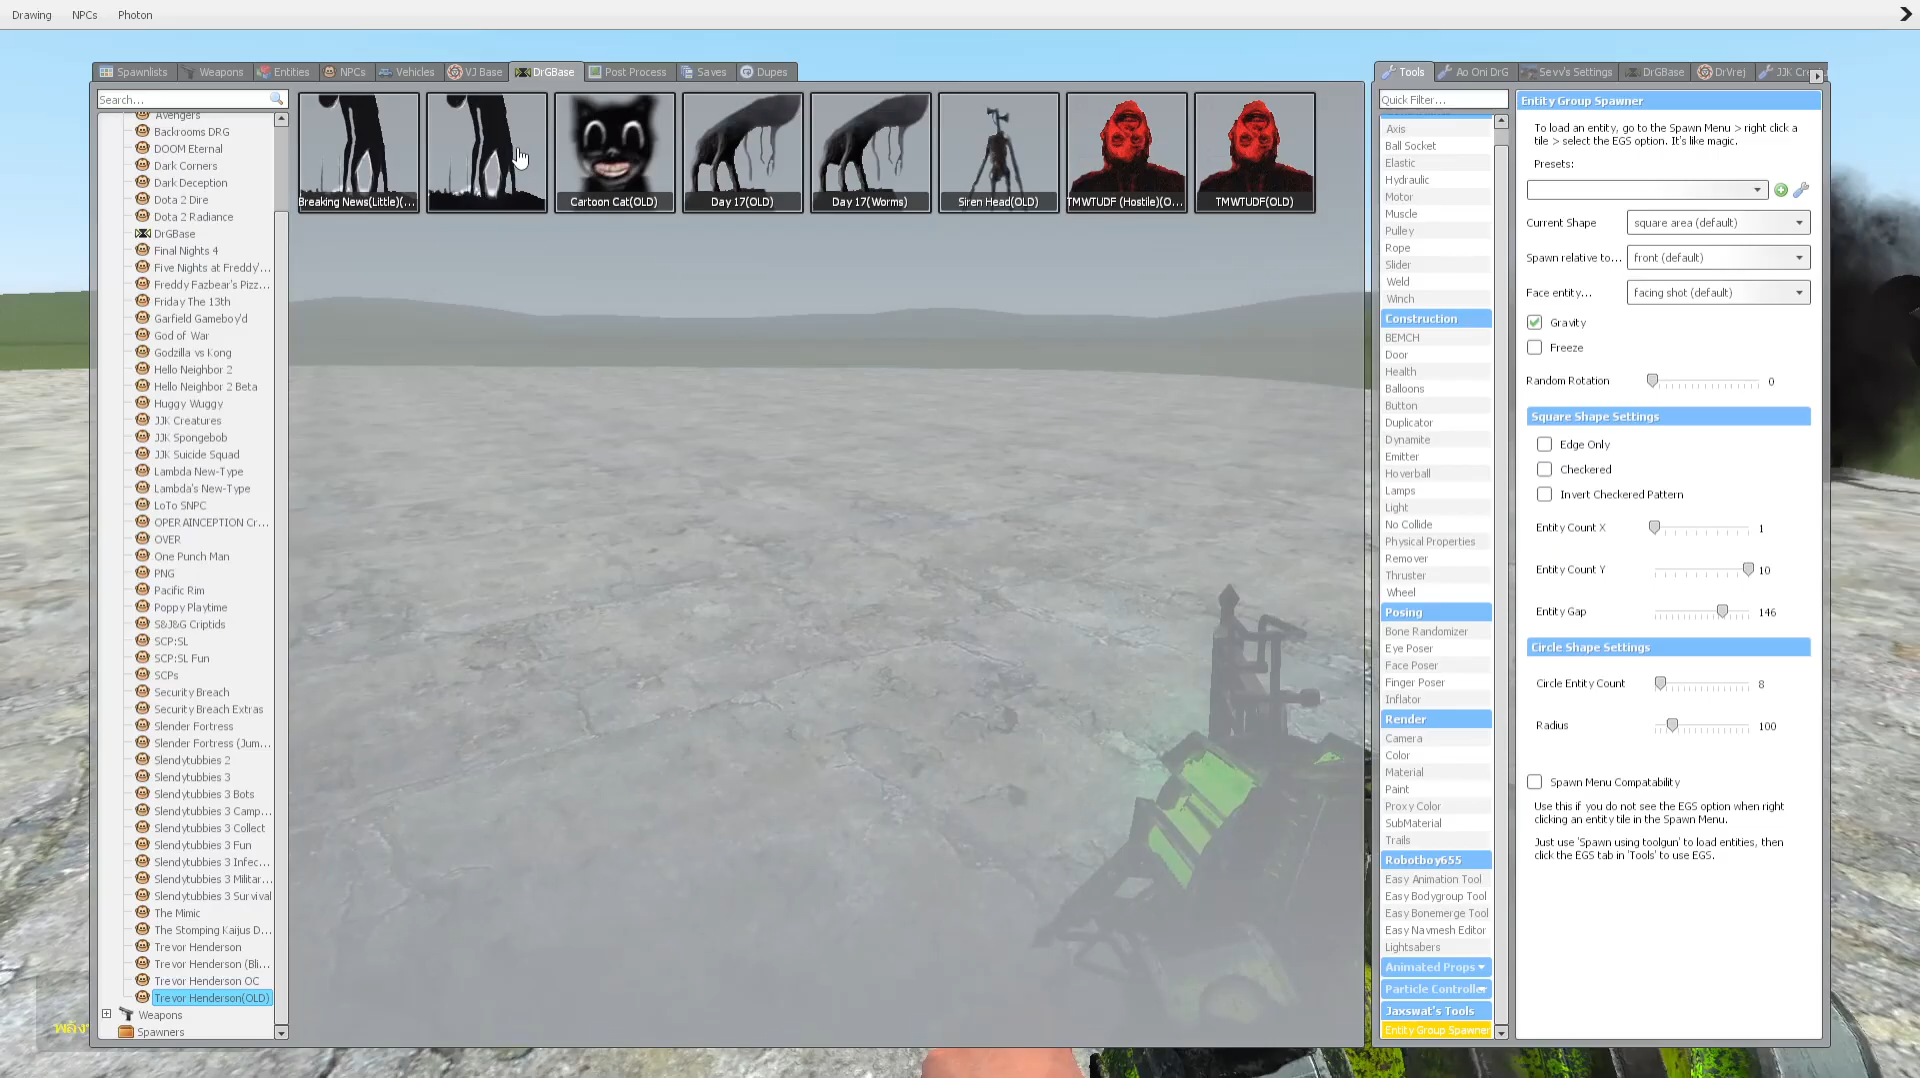 Drawing NPCs Photon
Spawnlists Weapons Entities NPCs Vehicles VJ Base DrGBase Post Process Saves Dupes
Search...
Avengers
Backrooms DRG
DOOM Eternal
Dark Corners
Dark Deception
Dota 2 Dire
Dota 2 Radiance
DrGBase
Final Nights 4
Five Nights at Freddy'...
Freddy Fazbear's Pizz...
Friday The 13th
Garfield Gameboy'd
God of War
Godzilla vs Kong
Hello Neighbor 2
Hello Neighbor 2 Beta
Huggy Wuggy
JJK Creatures
JJK Spongebob
JJK Suicide Squad
Lambda New-Type
Lambda's New-Type
LoTo SNPC
OPERAINCEPTION Cr...
OVER
One Punch Man
PNG
Pacific Rim
Poppy Playtime
S&J&G Criptids
SCP:SL
SCP:SL Fun
SCPs
Security Breach
Security Breach Extras
Slender Fortress
Slender Fortress (Jum...
Slendytubbies 2
Slendytubbies 3
Slendytubbies 3 Bots
Slendytubbies 3 Camp...
Slendytubbies 3 Collect
Slendytubbies 3 Fun
Slendytubbies 3 Infec...
Slendytubbies 3 Militar...
Slendytubbies 3 Survival
The Mimic
The Stomping Kaijus D...
Trevor Henderson
Trevor Henderson (Bli...
Trevor Henderson OC
Trevor Henderson(OLD)
Weapons
Spawners
Breaking News(Little)(...
Cartoon Cat(OLD)
Day 17(OLD)
Day 17(Worms)
Siren Head(OLD)
TMWTUDF (Hostile)(O...
TMWTUDF(OLD)
Tools Ao Oni DrG Sevv's Settings DrGBase DrVrej
Quick Filter...
Axis
Ball Socket
Elastic
Hydraulic
Motor
Muscle
Pulley
Rope
Slider
Weld
Winch
Construction
BEMCH
Door
Health
Balloons
Button
Duplicator
Dynamite
Emitter
Hoverball
Lamps
Light
No Collide
Physical Properties
Remover
Thruster
Wheel
Posing
Bone Randomizer
Eye Poser
Face Poser
Finger Poser
Inflator
Render
Camera
Color
Material
Paint
Proxy Color
SubMaterial
Trails
Robotboy655
Easy Animation Tool
Easy Bodygroup Tool
Easy Bonemerge Tool
Easy Navmesh Editor
Lightsabers
Animated Props
Particle Controller
Jaxswat's Tools
Entity Group Spawner
Entity Group Spawner
To load an entity, go to the Spawn Menu > right click a
tile > select the EGS option. It's like magic.
Presets:
Current Shape square area (default)
Spawn relative to... front (default)
Face entity... facing shot (default)
Gravity
Freeze
Random Rotation 0
Square Shape Settings
Edge Only
Checkered
Invert Checkered Pattern
Entity Count X 1
Entity Count Y 10
Entity Gap 146
Circle Shape Settings
Circle Entity Count 8
Radius 100
Spawn Menu Compatability
Use this if you do not see the EGS option when right
clicking an entity tile in the Spawn Menu.
Just use 'Spawn using toolgun' to load entities, then
click the EGS tab in 'Tools' to use EGS.